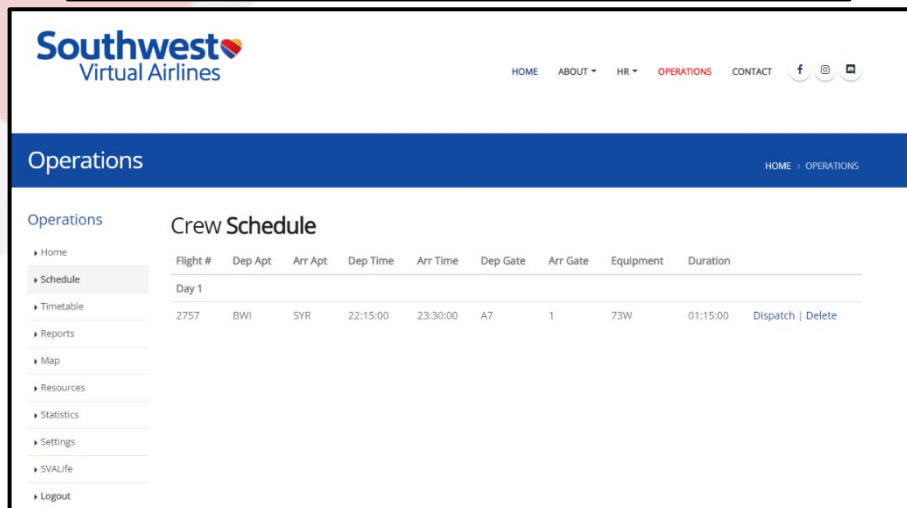 Southwest
Virtual Airlines
HOME ABOUT HR OPERATIONS CONTACT
Operations
HOME > OPERATIONS
Operations
Home
Schedule
Timetable
Reports
Map
Resources
Statistics
Settings
SVALife
Logout
Crew Schedule
Flight # Dep Apt Arr Apt Dep Time Arr Time Dep Gate Arr Gate Equipment Duration
Day 1
2757 BWI SYR 22:15:00 23:30:00 A7 1 73W 01:15:00 Dispatch | Delete